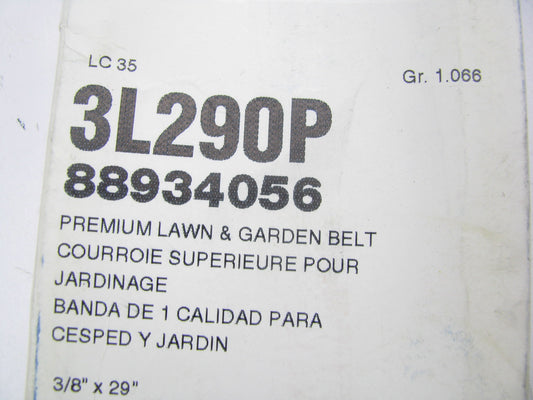 LC 35
Gr. 1.066
3L290P
88934056
PREMIUM LAWN & GARDEN BELT
COURROIE SUPERIEURE POUR
JARDINAGE
BANDA DE 1 CALIDAD PARA
CESPED Y JARDIN
3/8" x 29"